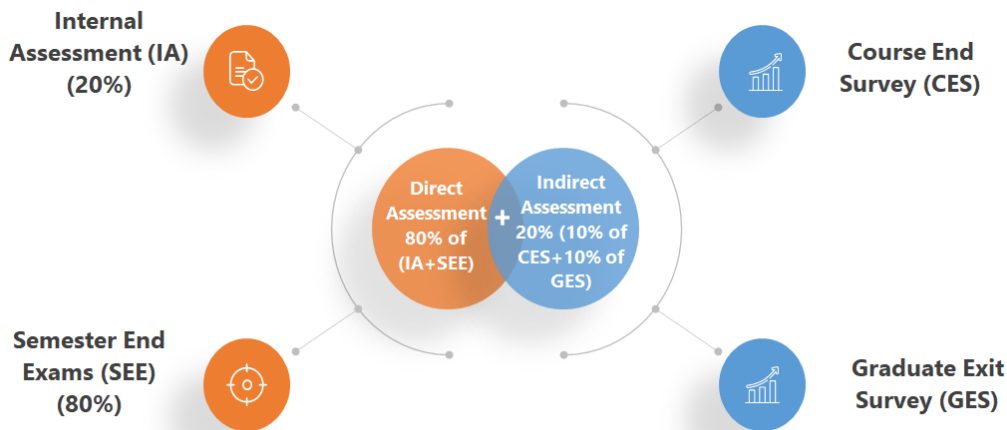 Internal
Assessment (IA)
(20%)
Course End
Survey (CES)
Direct
Assessment
80% of
(IA+SEE)
+
Indirect
Assessment
20% (10% of
CES+10% of
GES)
Semester End
Exams (SEE)
(80%)
Graduate Exit
Survey (GES)